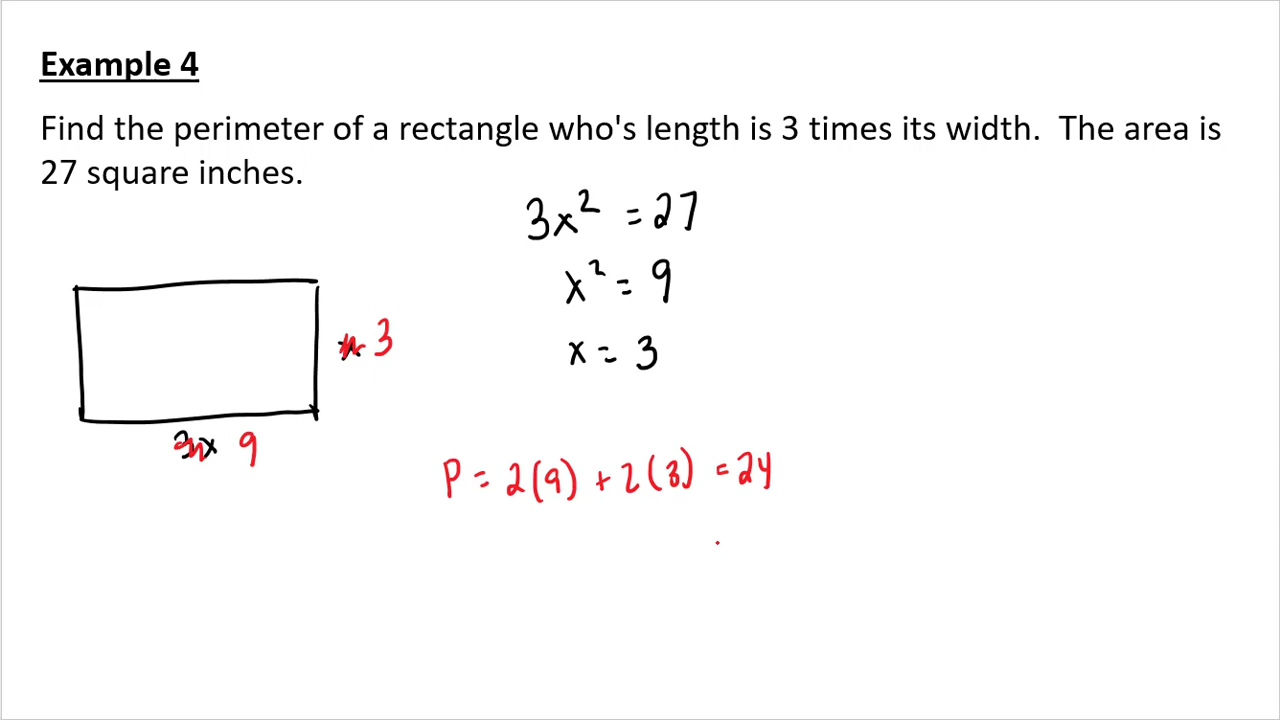 Example 4
Find the perimeter of a rectangle who's length is 3 times its width. The area is
27 square inches.
3x² = 27
x² = 9
x = 3
3
3x 9
P = 2(9) + 2(3) = 24